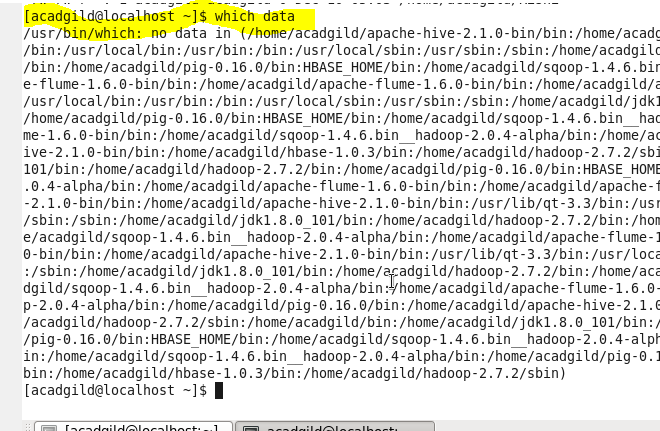 [acadgild@localhost ~]$ which data
/usr/bin/which: no data in (/home/acadgild/apache-hive-2.1.0-bin/bin:/home/acadg
/bin:/usr/local/bin:/usr/bin:/bin:/usr/local/sbin:/usr/sbin:/sbin:/home/acadgild
/bin:/home/acadgild/pig-0.16.0/bin:HBASE_HOME/bin:/home/acadgild/sqoop-1.4.6.bin
e-flume-1.6.0-bin/bin:/home/acadgild/apache-flume-1.6.0-bin/bin:/home/acadgild/a
/usr/local/bin:/usr/bin:/bin:/usr/local/sbin:/usr/sbin:/sbin:/home/acadgild/jdk1
/home/acadgild/pig-0.16.0/bin:HBASE_HOME/bin:/home/acadgild/sqoop-1.4.6.bin__had
me-1.6.0-bin/bin:/home/acadgild/sqoop-1.4.6.bin__hadoop-2.0.4-alpha/bin:/home/ac
ive-2.1.0-bin/bin:/home/acadgild/hbase-1.0.3/bin:/home/acadgild/hadoop-2.7.2/sbi
101/bin:/home/acadgild/hadoop-2.7.2/bin:/home/acadgild/pig-0.16.0/bin:HBASE_HOME
.0.4-alpha/bin:/home/acadgild/apache-flume-1.6.0-bin/bin:/home/acadgild/apache-f
-2.1.0-bin/bin:/home/acadgild/apache-hive-2.1.0-bin/bin:/usr/lib/qt-3.3/bin:/usr
/sbin:/sbin:/home/acadgild/jdk1.8.0_101/bin:/home/acadgild/hadoop-2.7.2/bin:/hom
e/acadgild/sqoop-1.4.6.bin__hadoop-2.0.4-alpha/bin:/home/acadgild/apache-flume-1
0-bin/bin:/home/acadgild/apache-hive-2.1.0-bin/bin:/usr/lib/qt-3.3/bin:/usr/loca
:/sbin:/home/acadgild/jdk1.8.0_101/bin:/home/acadgild/hadoop-2.7.2/bin:/home/aca
dgild/sqoop-1.4.6.bin__hadoop-2.0.4-alpha/bin:/home/acadgild/apache-flume-1.6.0-
p-2.0.4-alpha/bin:/home/acadgild/pig-0.16.0/bin:/home/acadgild/apache-hive-2.1.0
/acadgild/hadoop-2.7.2/sbin:/home/acadgild/bin:/home/acadgild/jdk1.8.0_101/bin:/
/pig-0.16.0/bin:HBASE_HOME/bin:/home/acadgild/sqoop-1.4.6.bin__hadoop-2.0.4-alph
in:/home/acadgild/sqoop-1.4.6.bin__hadoop-2.0.4-alpha/bin:/home/acadgild/pig-0.1
bin:/home/acadgild/hbase-1.0.3/bin:/home/acadgild/hadoop-2.7.2/sbin)
[acadgild@localhost ~]$
[acadgild@localhost:~] acadgild@localhost: